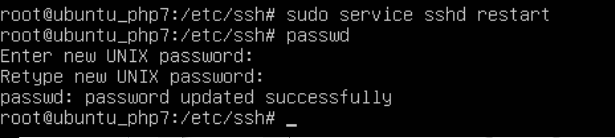 root@ubuntu_php7:/etc/ssh# sudo service sshd restart
root@ubuntu_php7:/etc/ssh# passwd
Enter new UNIX password:
Retype new UNIX password:
passwd: password updated successfully
root@ubuntu_php7:/etc/ssh# _